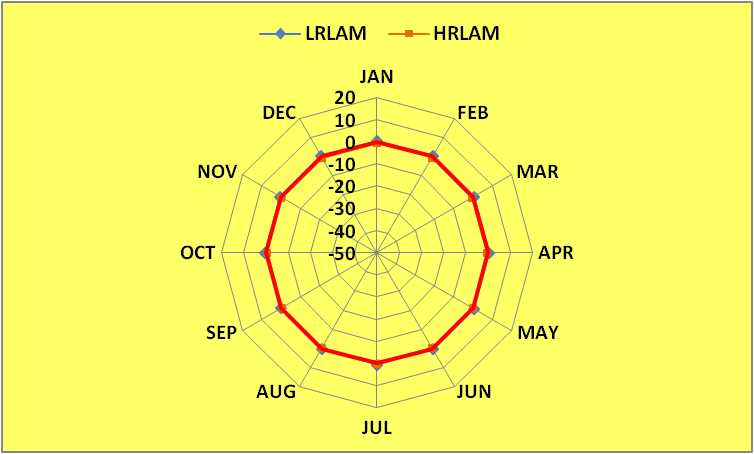 LRLAM HRLAM
JAN
FEB
MAR
APR
MAY
JUN
JUL
AUG
SEP
OCT
NOV
DEC
20
10
0
-10
-20
-30
-40
-50